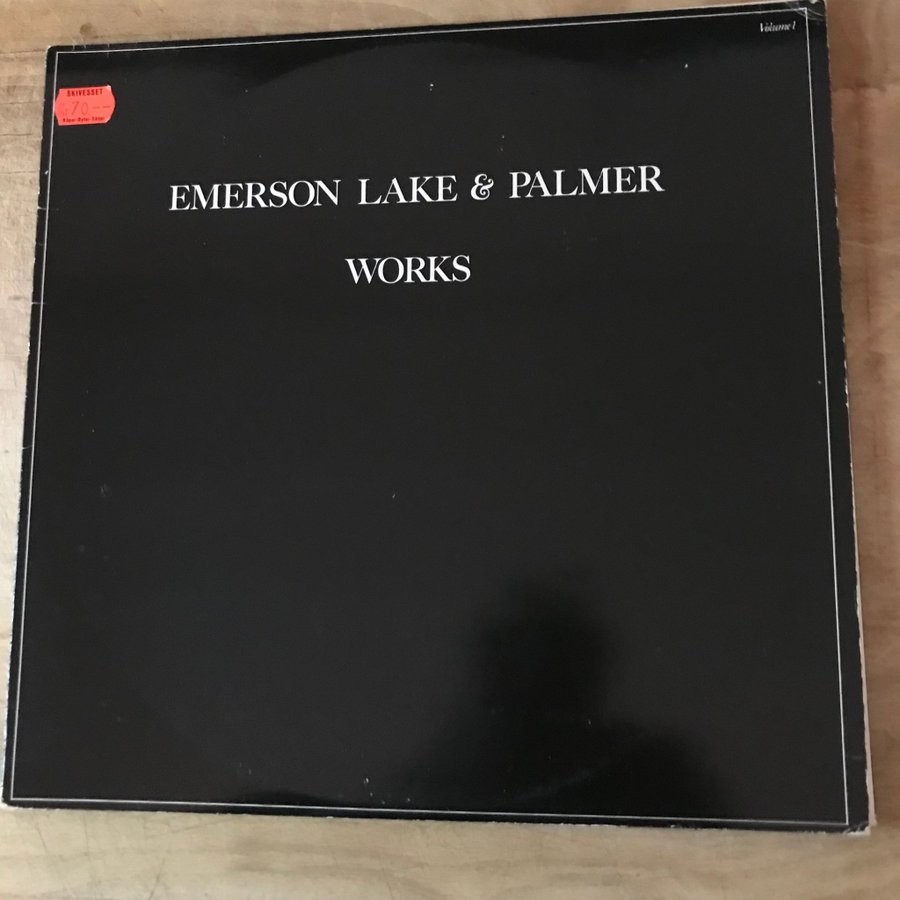 Volume 1
SKIVESSET
70--
EMERSON LAKE & PALMER
WORKS